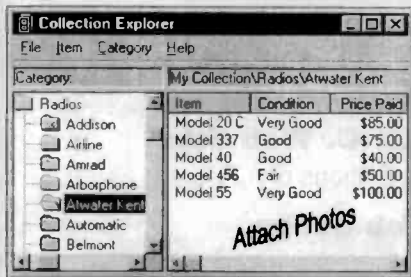 Collection Explorer
File Item Category Help
Category: My Collection\Radios\Atwater Kent
Radios
Addison
Airline
Amrad
Arborphone
Atwater Kent
Automatic
Belmont
Item Condition Price Paid
Model 20 C Very Good $85.00
Model 337 Good $75.00
Model 40 Good $40.00
Model 456 Fair $50.00
Model 55 Very Good $100.00
Attach Photos